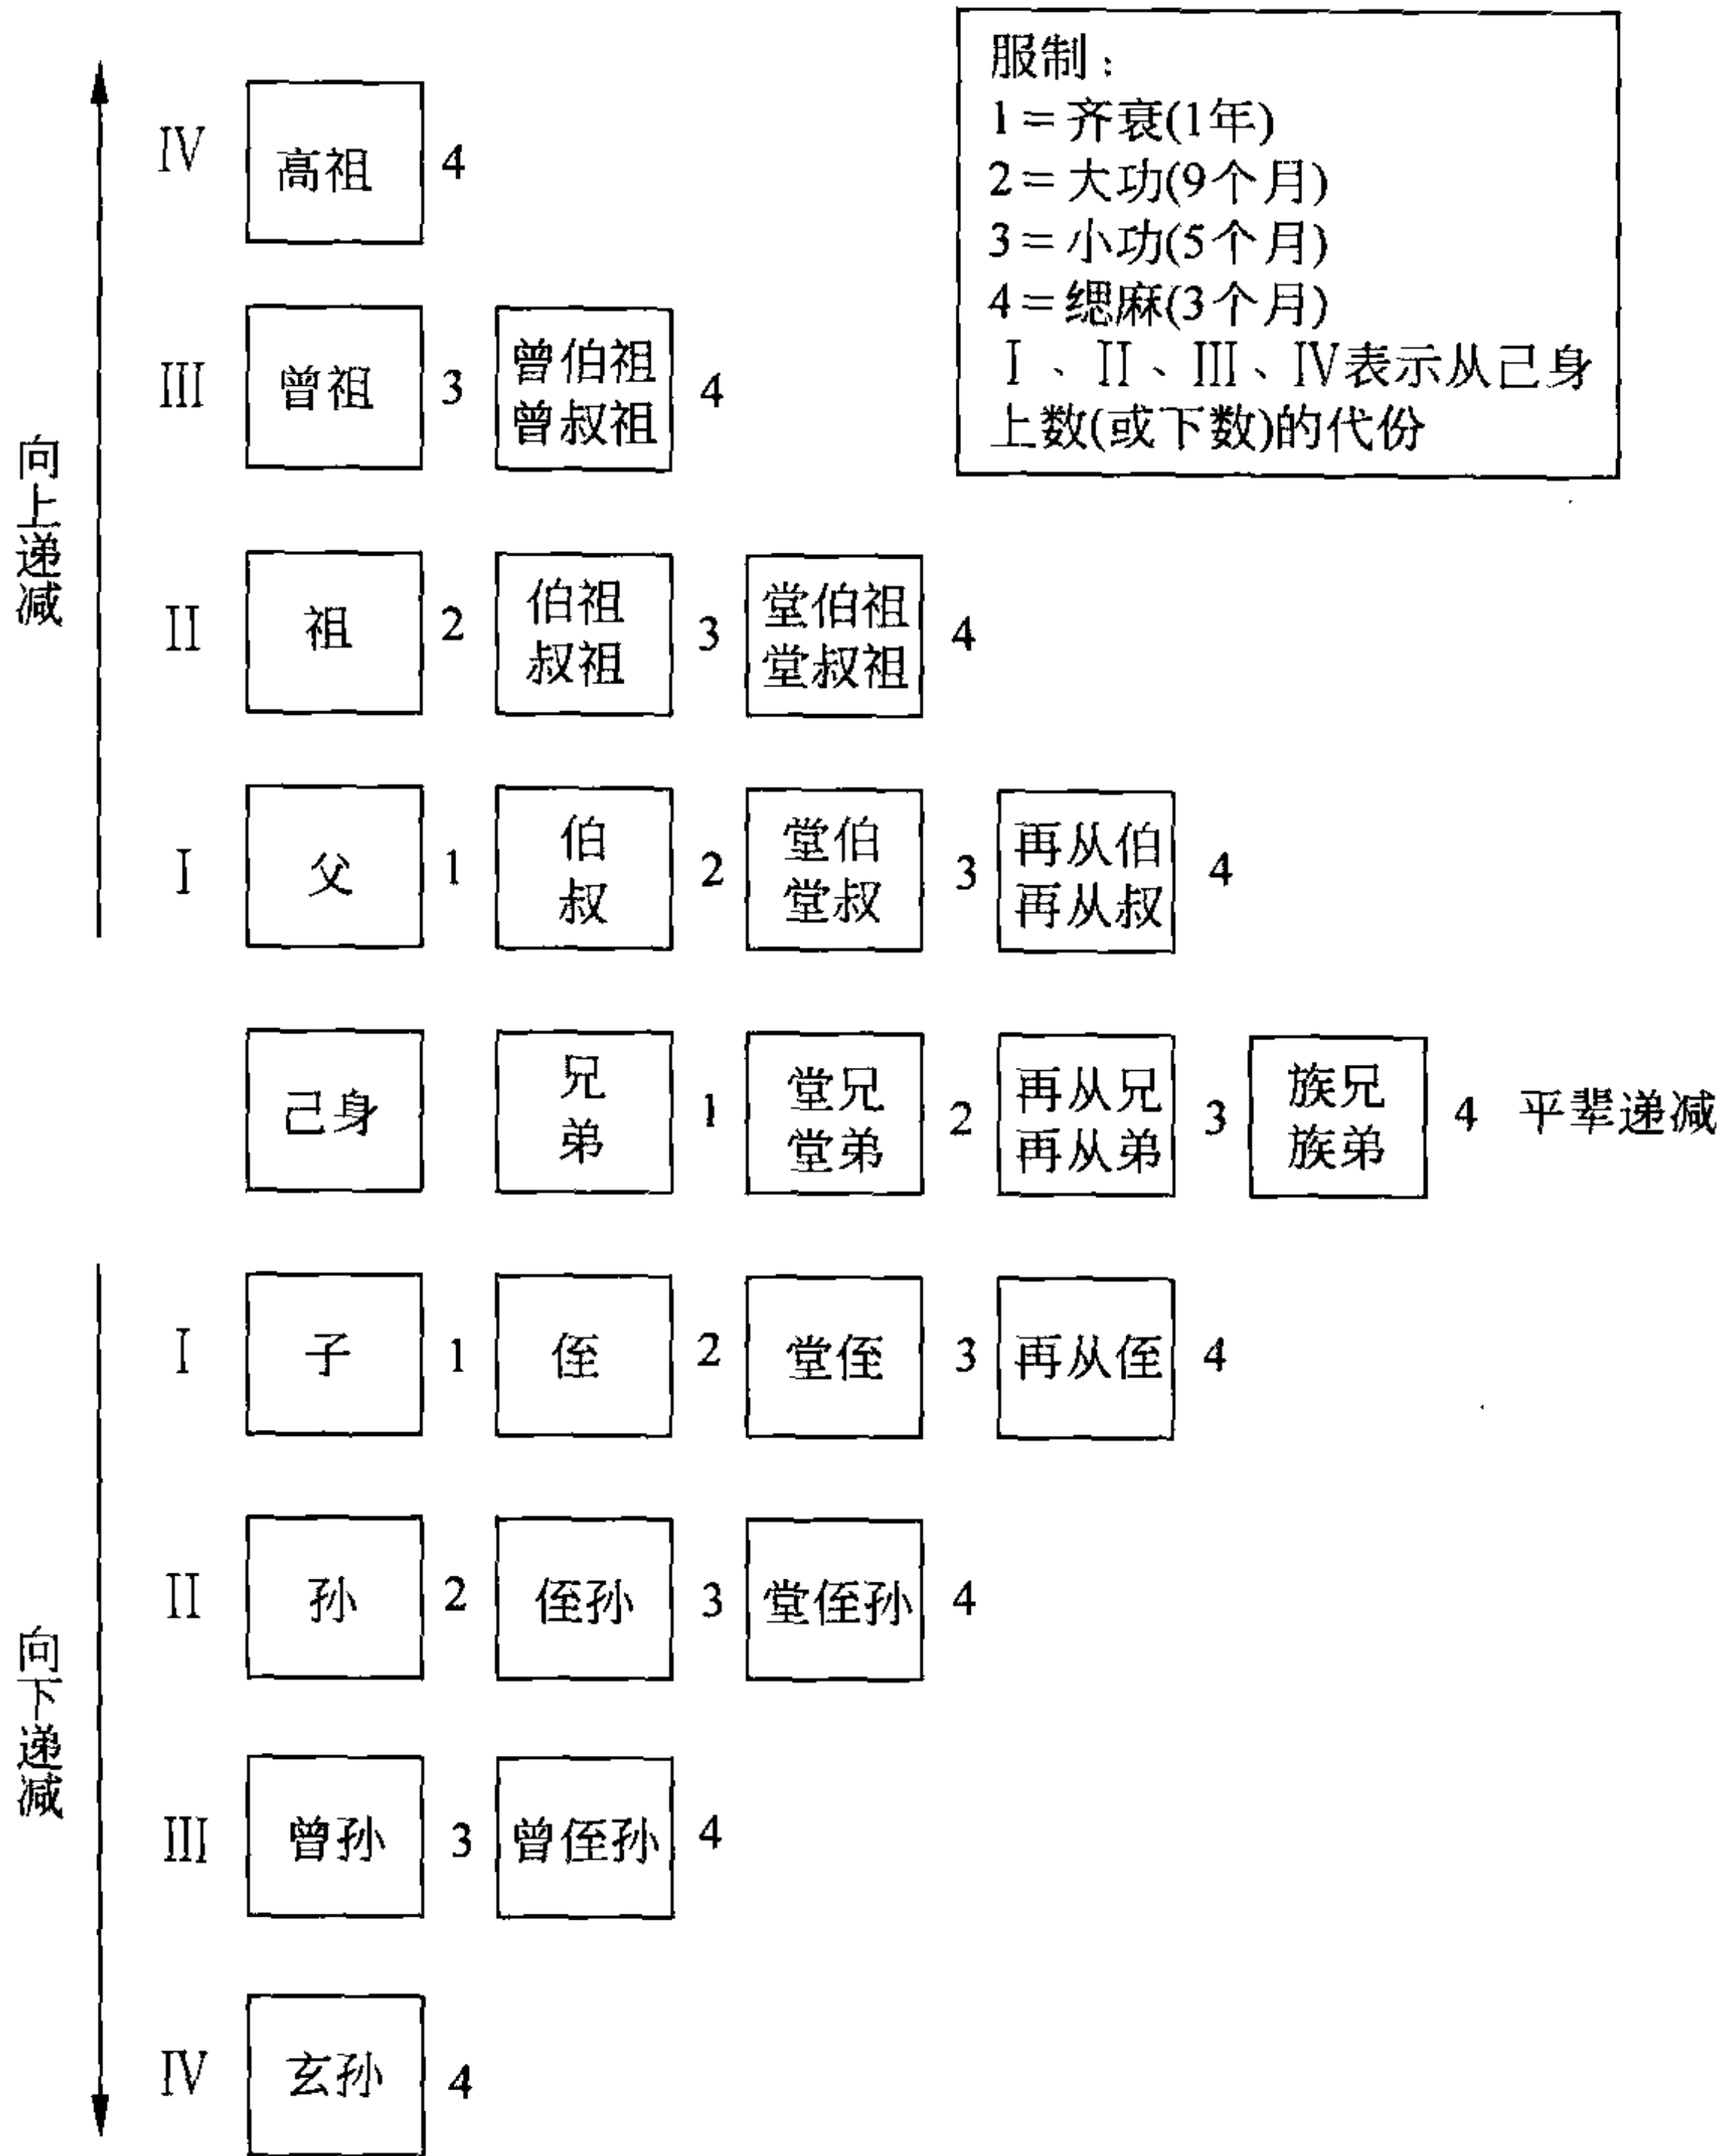 服制：
1＝齐衰(1年)
2＝大功(9个月)
3＝小功(5个月)
4＝缌麻(3个月)
Ⅰ、Ⅱ、Ⅲ、Ⅳ表示从己身
上数(或下数)的代份
向上递减
Ⅳ 高祖 4
Ⅲ 曾祖 3 曾伯祖 4
曾叔祖
Ⅱ 祖 2 伯祖 3 堂伯祖 4
叔祖 堂叔祖
Ⅰ 父 1 伯 2 堂伯 3 再从伯 4
叔 堂叔 再从叔
己身 兄 1 堂兄 2 再从兄 3 族兄 4 平辈递减
弟 堂弟 再从弟 族弟
向下递减
Ⅰ 子 1 侄 2 堂侄 3 再从侄 4
Ⅱ 孙 2 侄孙 3 堂侄孙 4
Ⅲ 曾孙 3 曾侄孙 4
Ⅳ 玄孙 4